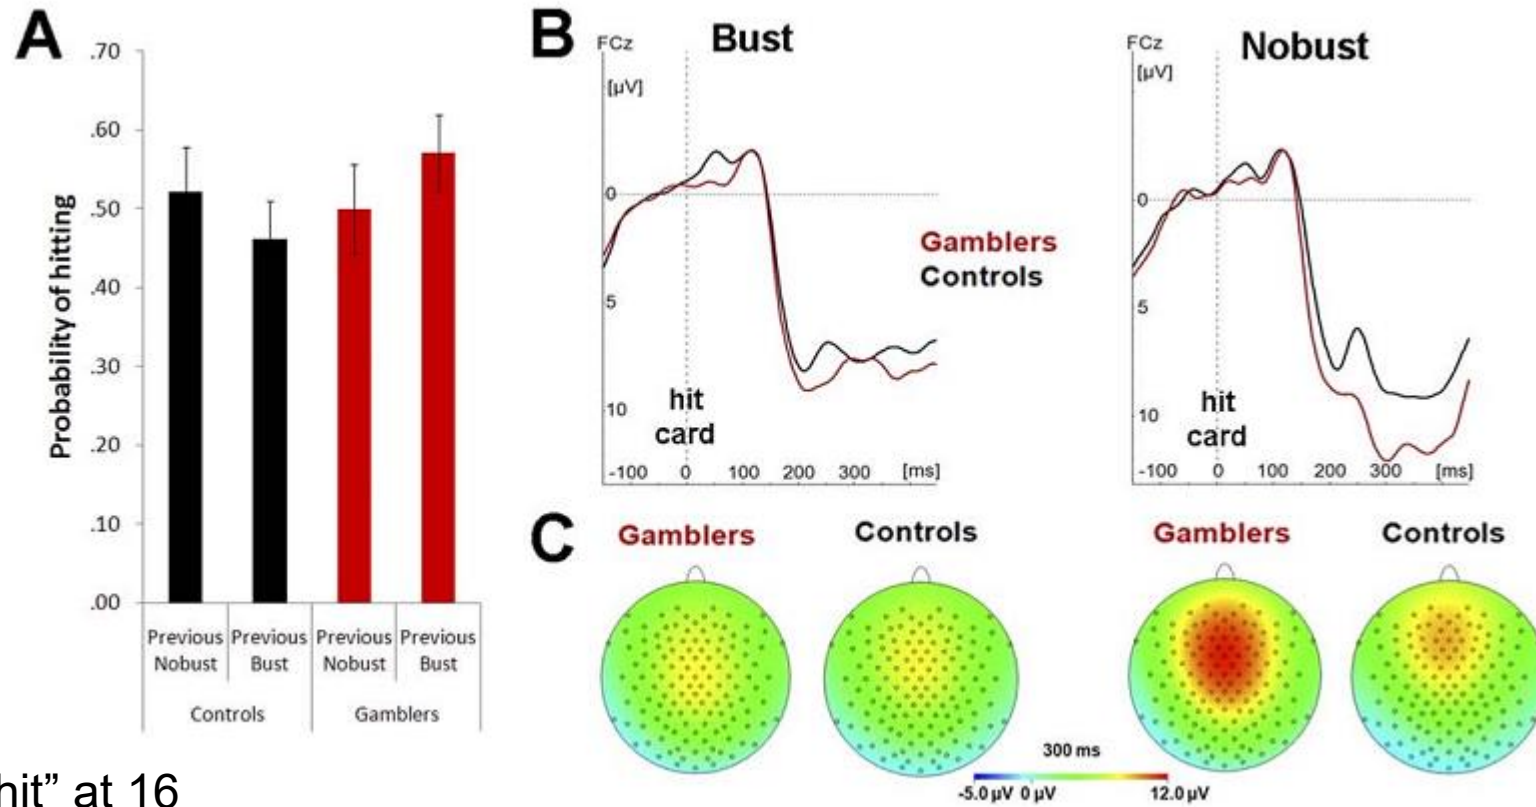 A
Probability of hitting
.70
.60
.50
.40
.30
.20
.10
.00
Previous Nobust
Previous Bust
Previous Nobust
Previous Bust
Controls
Gamblers
B
FCz
[µV]
Bust
0
5
10
hit
card
-100 0 100 200 300 [ms]
Gamblers
Controls
FCz
[µV]
Nobust
0
5
10
hit
card
-100 0 100 200 300 [ms]
C
Gamblers
Controls
Gamblers
Controls
300 ms
-5.0 µV 0 µV 12.0 µV
hit” at 16